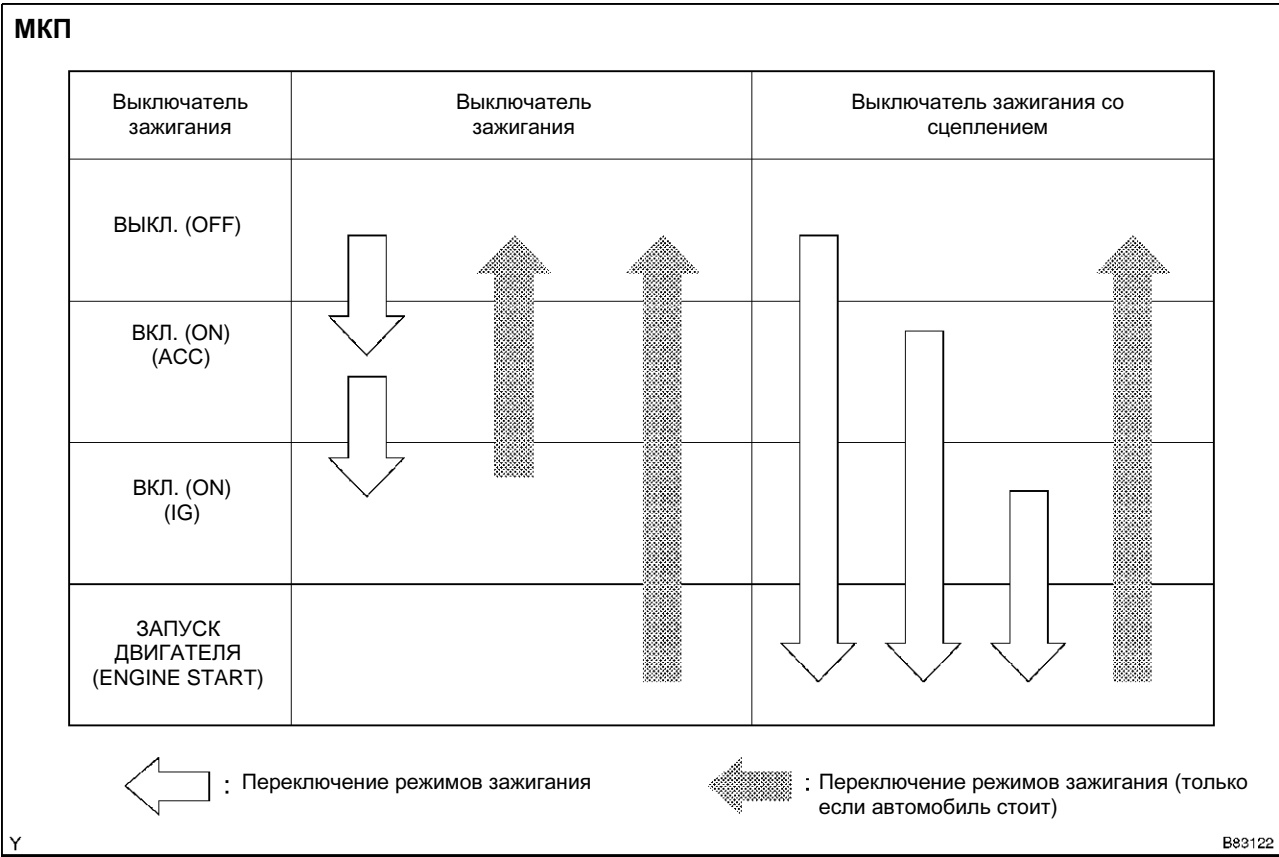 МКП
Выключатель
зажигания
Выключатель
зажигания
Выключатель зажигания со
сцеплением
ВЫКЛ. (OFF)
ВКЛ. (ON)
(ACC)
ВКЛ. (ON)
(IG)
ЗАПУСК
ДВИГАТЕЛЯ
(ENGINE START)
: Переключение режимов зажигания
: Переключение режимов зажигания (только
если автомобиль стоит)
Y
B83122